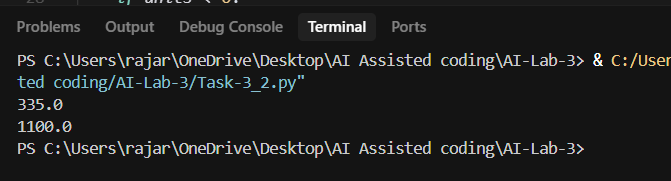 Problems Output Debug Console Terminal Ports
PS C:\Users\rajar\OneDrive\Desktop\AI Assisted coding\AI-Lab-3> & C:/User
ted coding/AI-Lab-3/Task-3_2.py"
335.0
1100.0
PS C:\Users\rajar\OneDrive\Desktop\AI Assisted coding\AI-Lab-3>